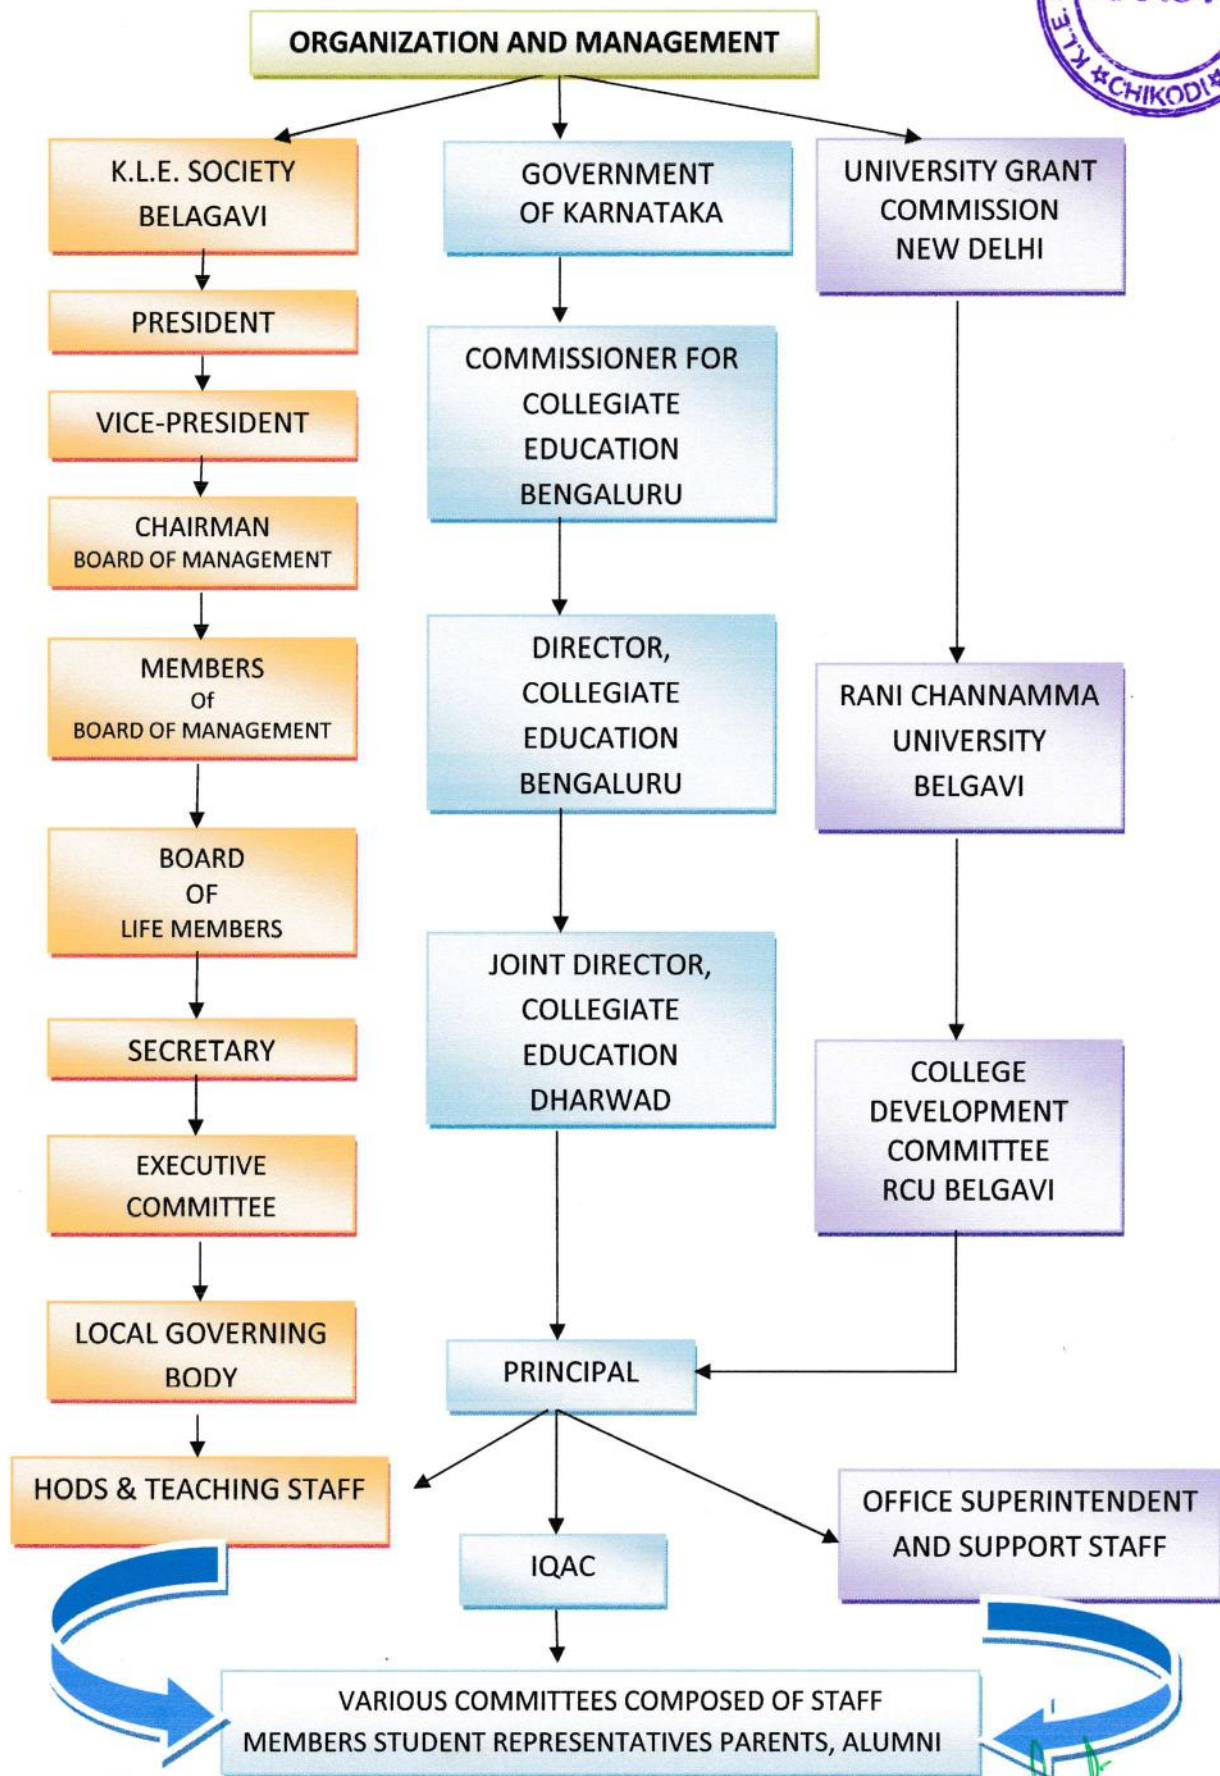 ORGANIZATION AND MANAGEMENT
K.L.E.
☆CHIKODI☆
K.L.E. SOCIETY
BELAGAVI
PRESIDENT
VICE-PRESIDENT
CHAIRMAN
BOARD OF MANAGEMENT
MEMBERS
Of
BOARD OF MANAGEMENT
BOARD
OF
LIFE MEMBERS
SECRETARY
EXECUTIVE
COMMITTEE
LOCAL GOVERNING
BODY
HODS & TEACHING STAFF
GOVERNMENT
OF KARNATAKA
COMMISSIONER FOR
COLLEGIATE
EDUCATION
BENGALURU
DIRECTOR,
COLLEGIATE
EDUCATION
BENGALURU
JOINT DIRECTOR,
COLLEGIATE
EDUCATION
DHARWAD
PRINCIPAL
IQAC
UNIVERSITY GRANT
COMMISSION
NEW DELHI
RANI CHANNAMMA
UNIVERSITY
BELGAVI
COLLEGE
DEVELOPMENT
COMMITTEE
RCU BELGAVI
OFFICE SUPERINTENDENT
AND SUPPORT STAFF
VARIOUS COMMITTEES COMPOSED OF STAFF
MEMBERS STUDENT REPRESENTATIVES PARENTS, ALUMNI